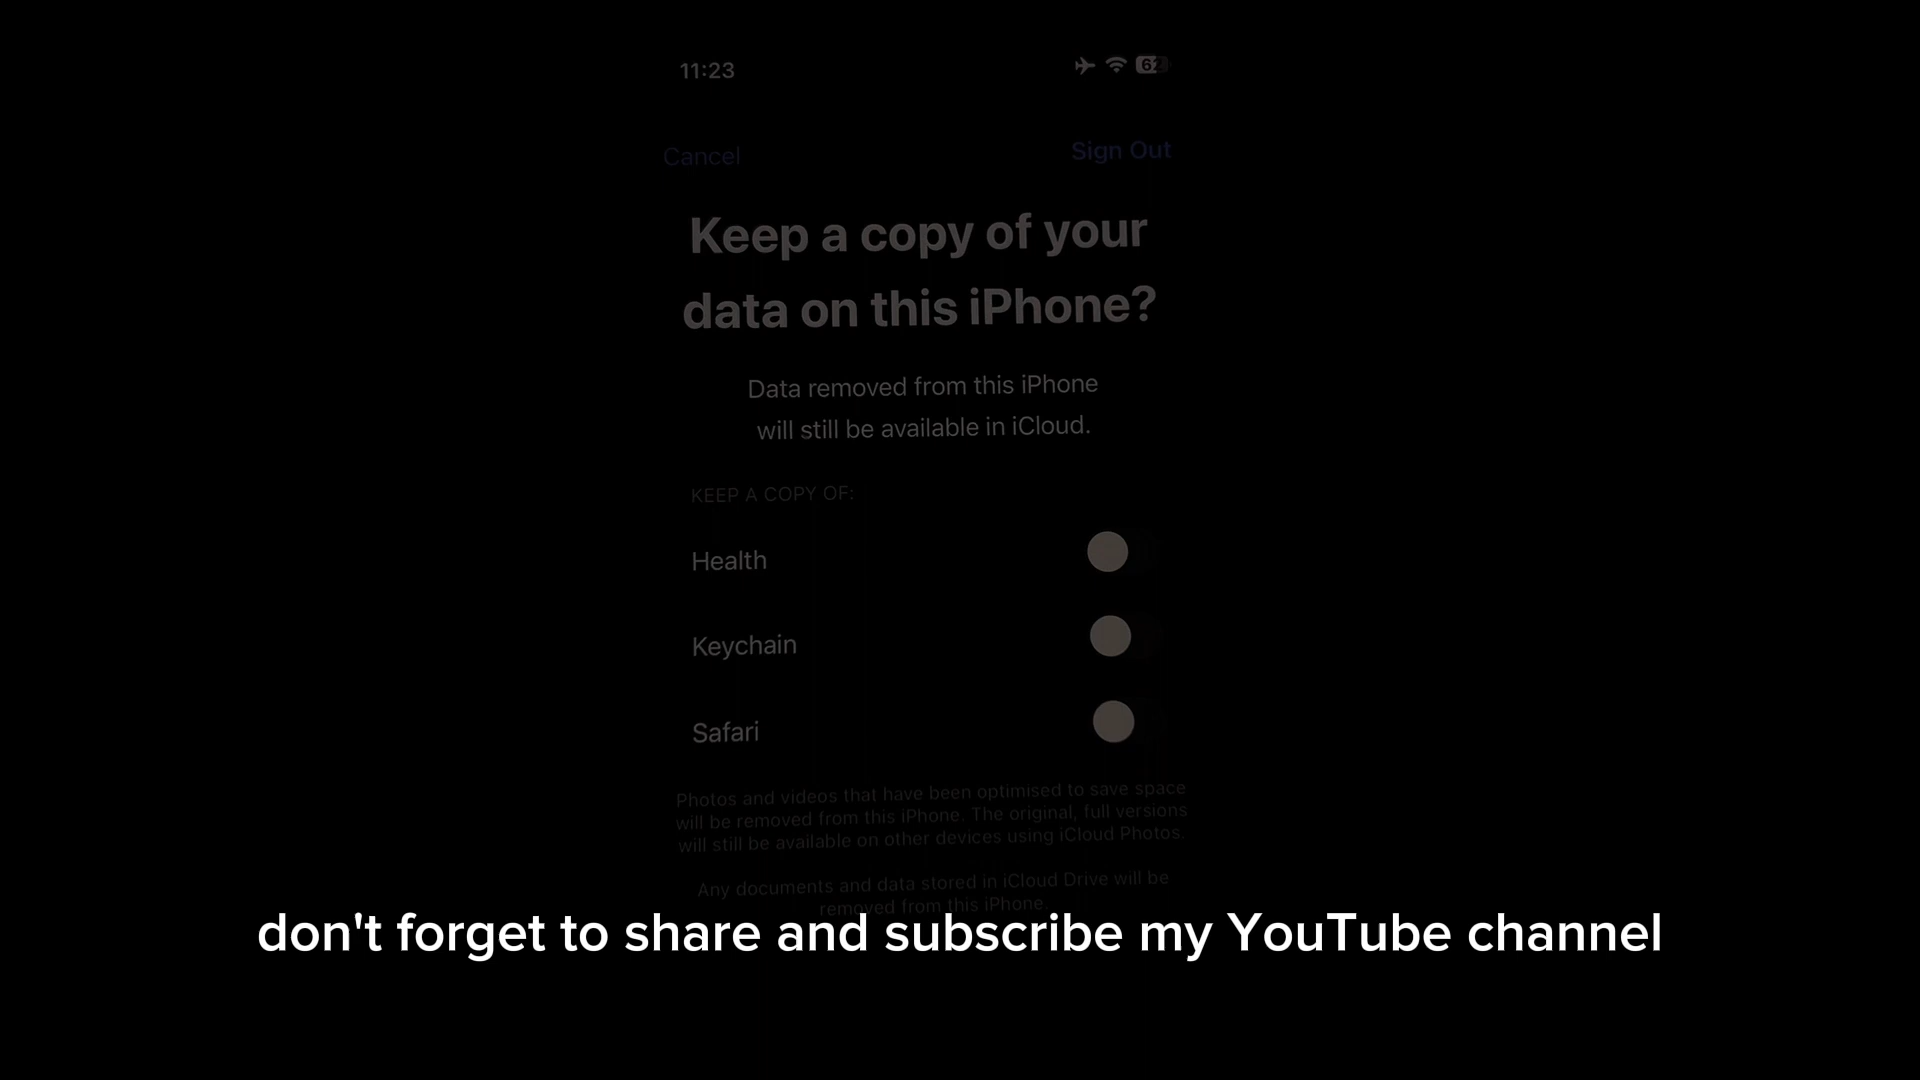 11:23
62
Cancel
Sign Out
Keep a copy of your
data on this iPhone?
Data removed from this iPhone
will still be available in iCloud.
KEEP A COPY OF:
Health
Keychain
Safari
Photos and videos that have been optimised to save space
will be removed from this iPhone. The original, full versions
will still be available on other devices using iCloud Photos.
Any documents and data stored in iCloud Drive will be
removed from this iPhone.
don't forget to share and subscribe my YouTube channel